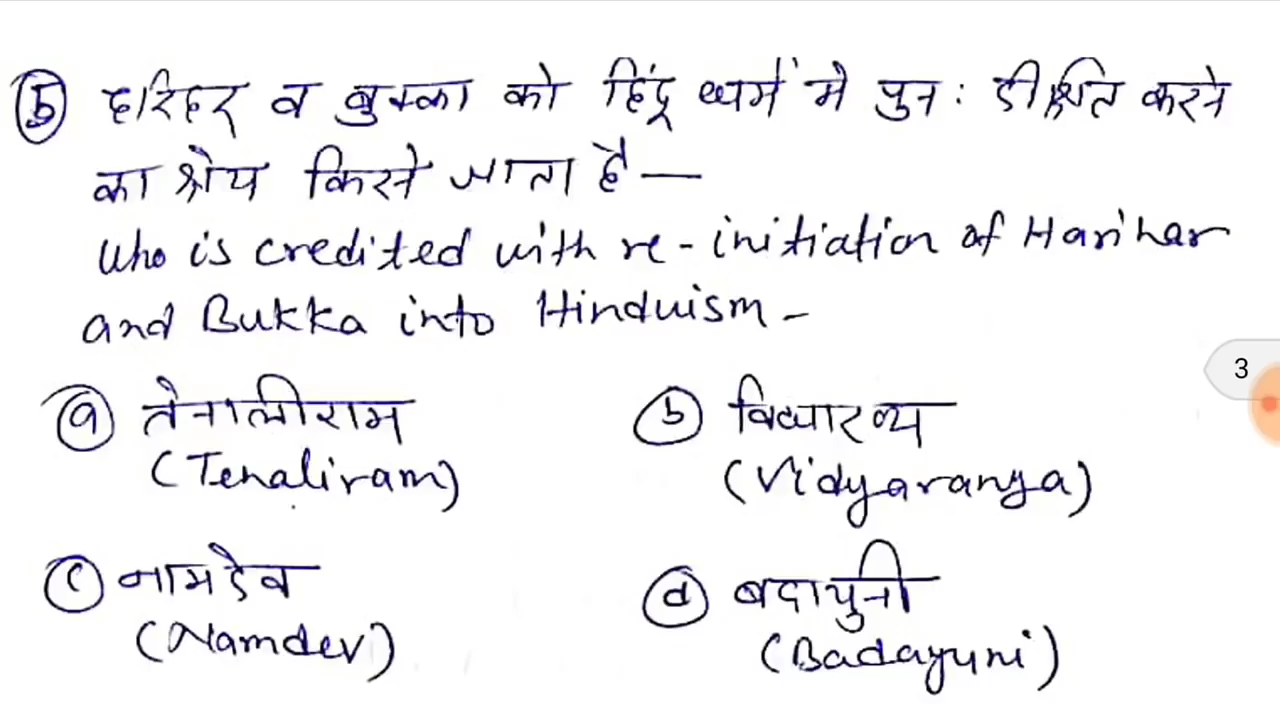 5 हरिहर व बुक्का को हिंदू धर्म में पुनः दीक्षित करने
का श्रेय किसे जाता है —
who is credited with re-initiation of Harihar
and Bukka into Hinduism -
a तेनालीराम b विद्यारण्य
(Tenaliram) (Vidyaranya)
3
c नामदेव d बदायुनी
(Namdev) (Badayuni)